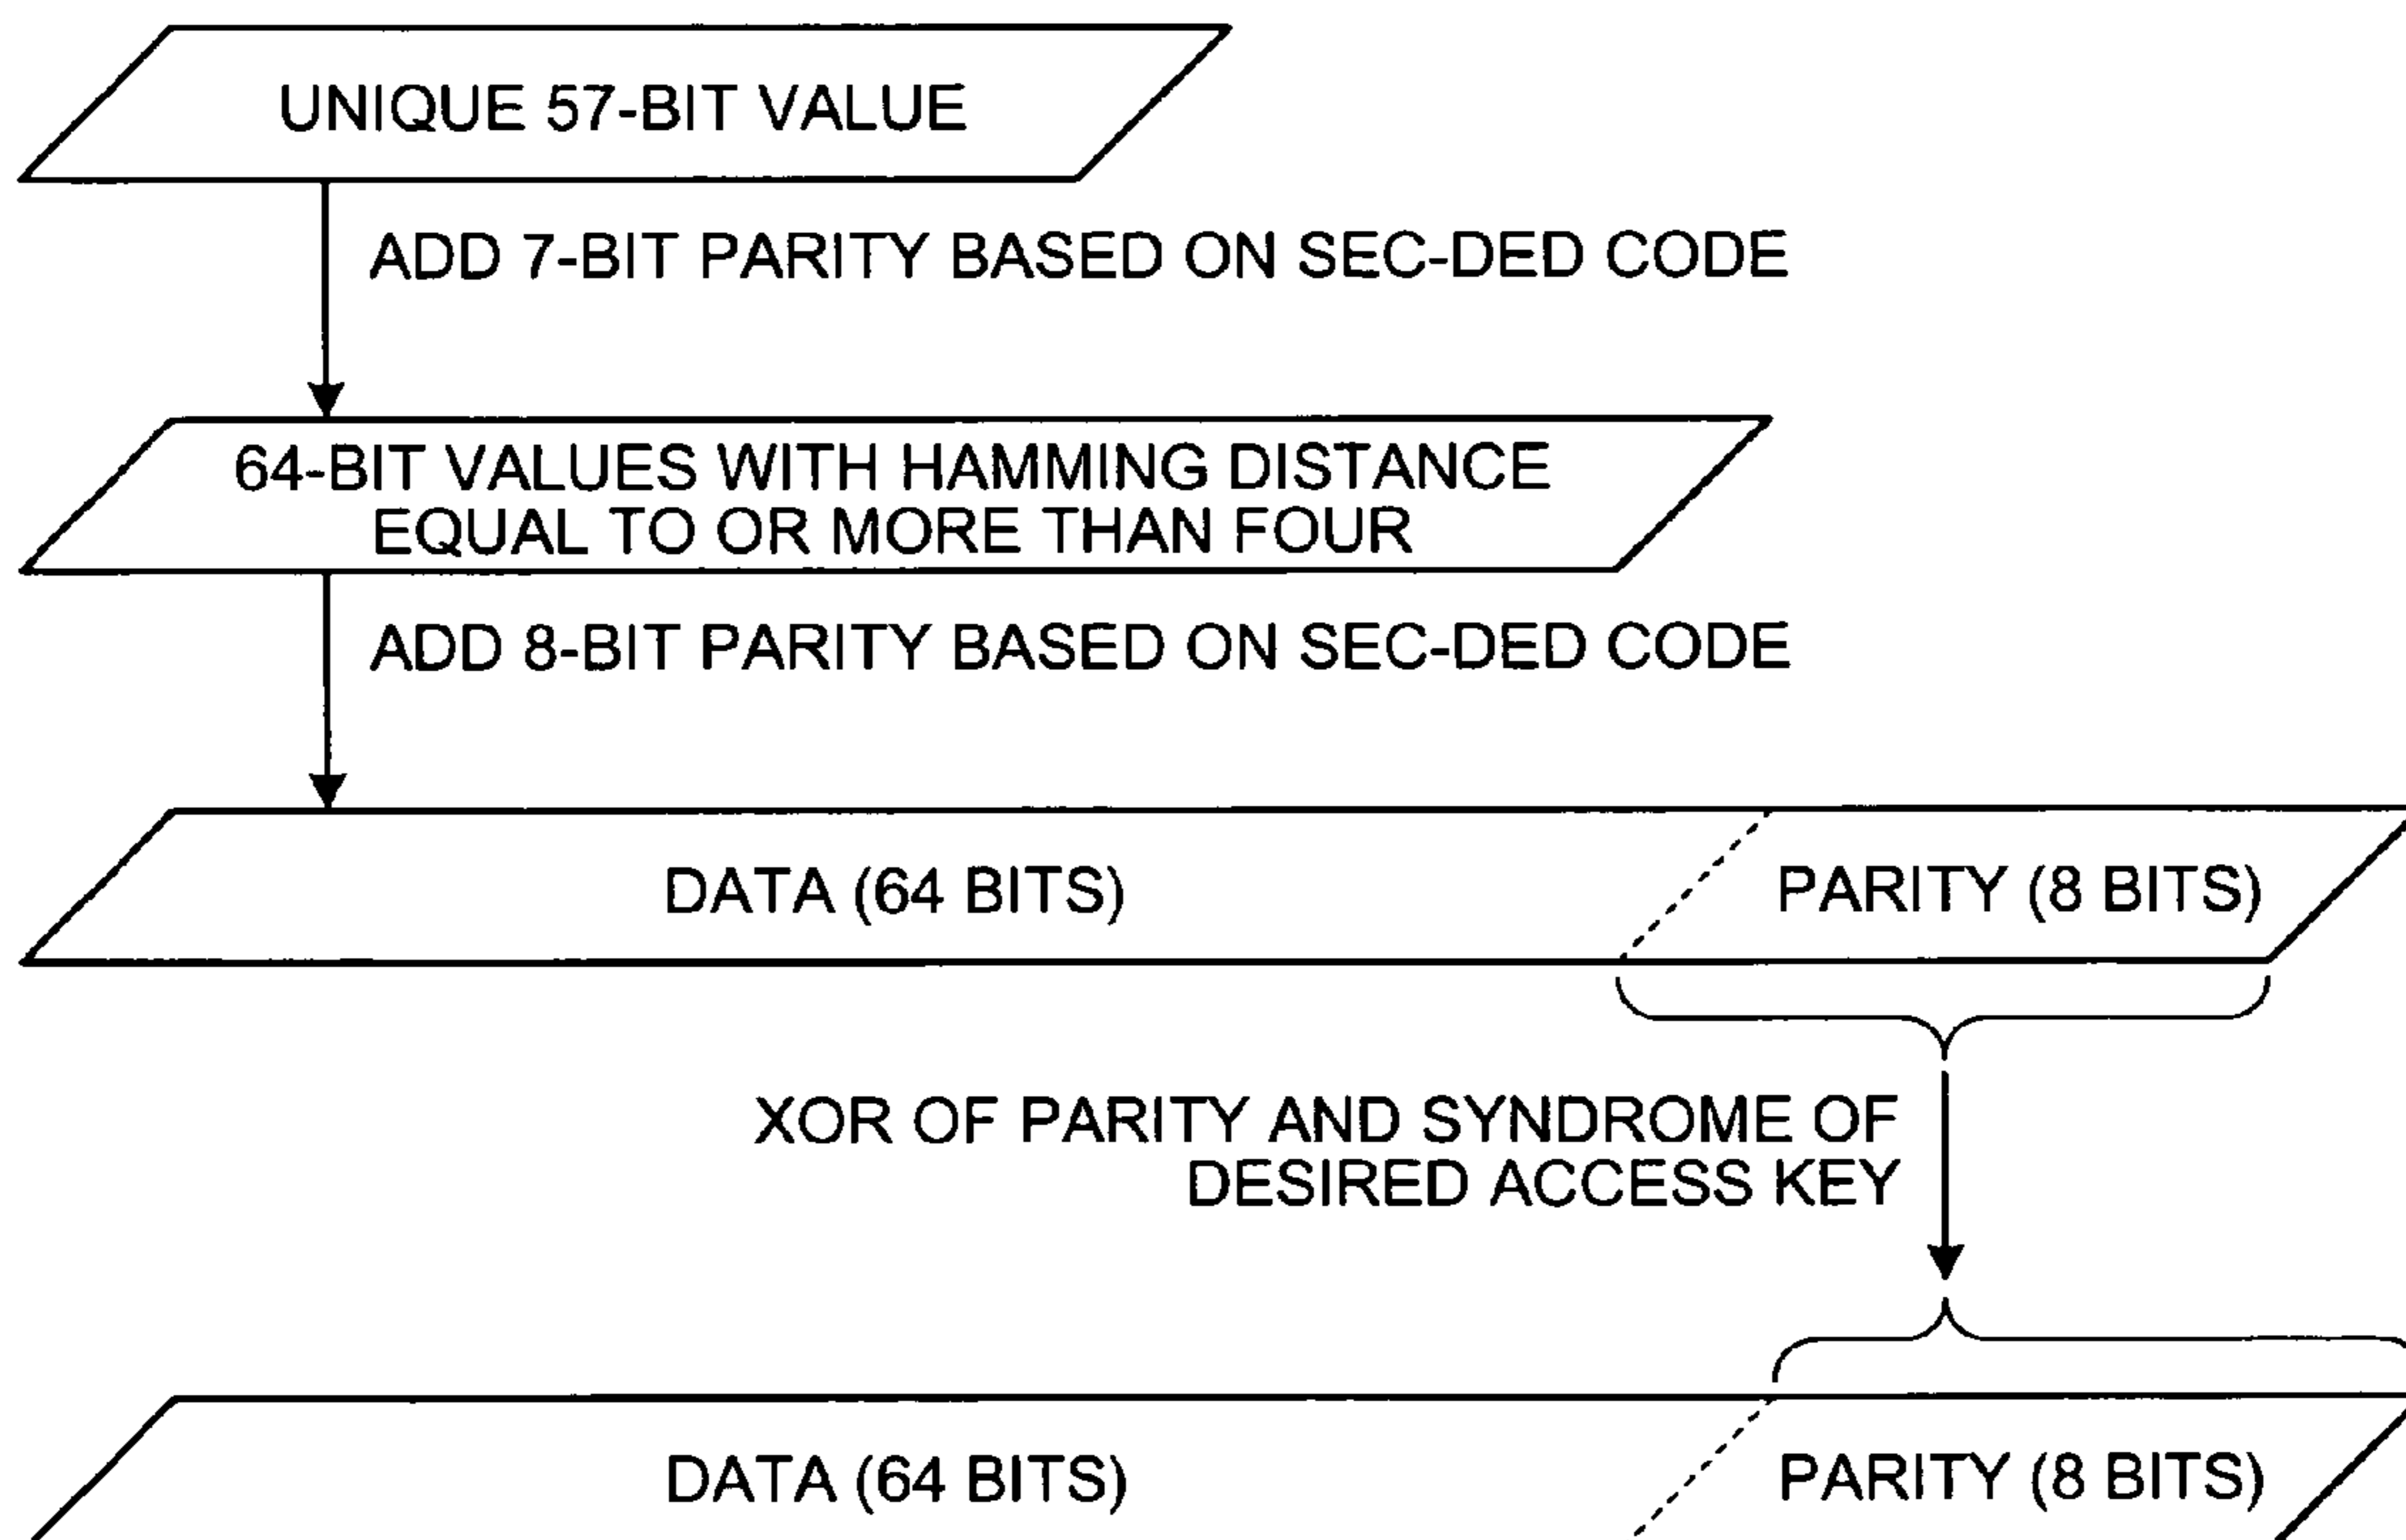 UNIQUE 57-BIT VALUE
ADD 7-BIT PARITY BASED ON SEC-DED CODE
64-BIT VALUES WITH HAMMING DISTANCE
EQUAL TO OR MORE THAN FOUR
ADD 8-BIT PARITY BASED ON SEC-DED CODE
DATA (64 BITS)
PARITY (8 BITS)
XOR OF PARITY AND SYNDROME OF
DESIRED ACCESS KEY
DATA (64 BITS)
PARITY (8 BITS)